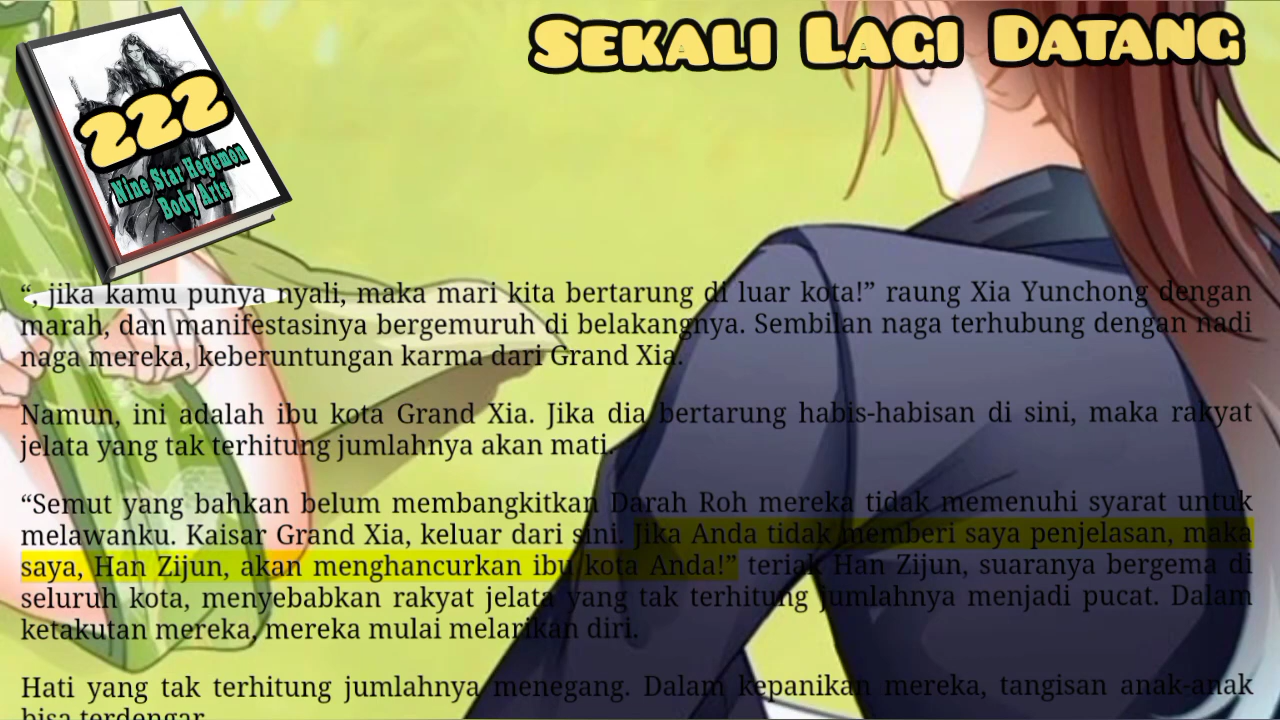 SEKALI LAGI DATANG
222
Nine Star Hegemon
Body Arts
“, jika kamu punya nyali, maka mari kita bertarung di luar kota!” raung Xia Yunchong dengan
marah, dan manifestasinya bergemuruh di belakangnya. Sembilan naga terhubung dengan nadi
naga mereka, keberuntungan karma dari Grand Xia.
Namun, ini adalah ibu kota Grand Xia. Jika dia bertarung habis-habisan di sini, maka rakyat
jelata yang tak terhitung jumlahnya akan mati.
“Semut yang bahkan belum membangkitkan Darah Roh mereka tidak memenuhi syarat untuk
melawanku. Kaisar Grand Xia, keluar dari sini. Jika Anda tidak memberi saya penjelasan, maka
saya, Han Zijun, akan menghancurkan ibu kota Anda!” teriak Han Zijun, suaranya bergema di
seluruh kota, menyebabkan rakyat jelata yang tak terhitung jumlahnya menjadi pucat. Dalam
ketakutan mereka, mereka mulai melarikan diri.
Hati yang tak terhitung jumlahnya menegang. Dalam kepanikan mereka, tangisan anak-anak
bisa terdengar.